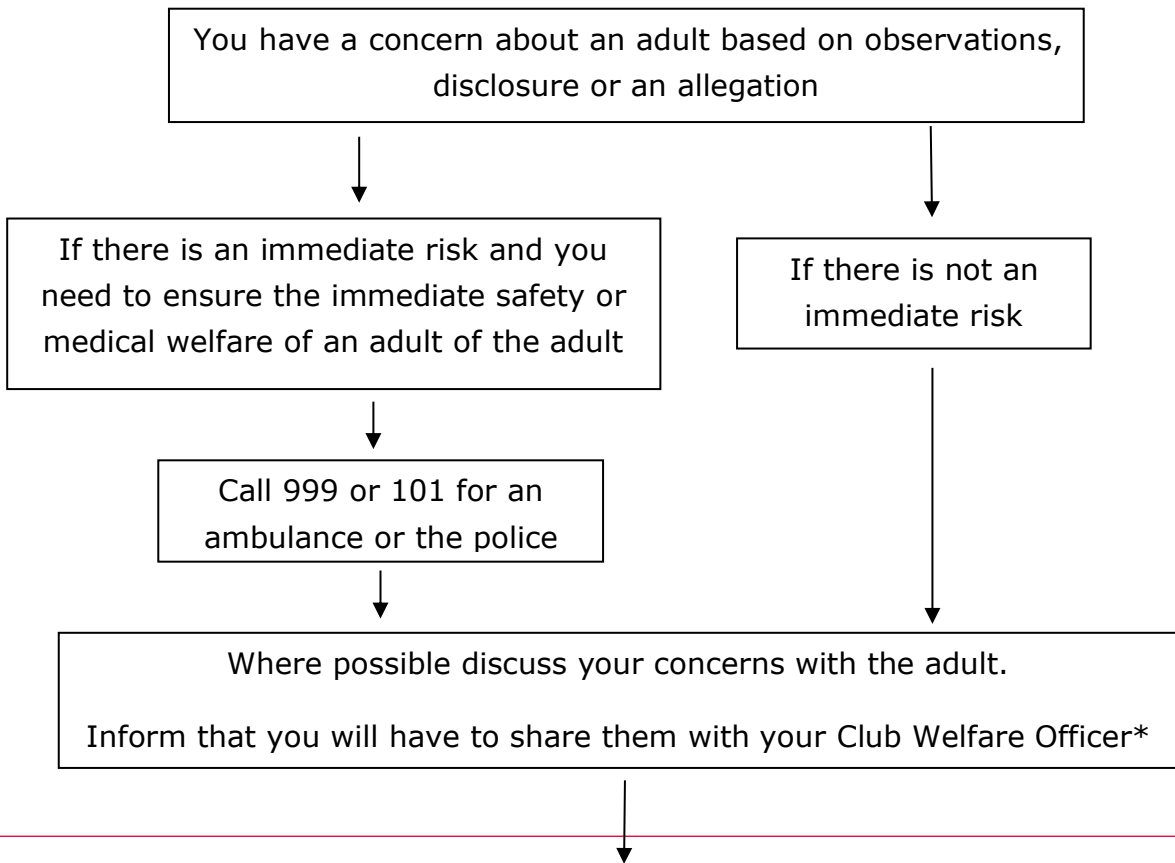 You have a concern about an adult based on observations,
disclosure or an allegation
If there is an immediate risk and you
need to ensure the immediate safety or
medical welfare of an adult of the adult
If there is not an
immediate risk
Call 999 or 101 for an
ambulance or the police
Where possible discuss your concerns with the adult.
Inform that you will have to share them with your Club Welfare Officer*